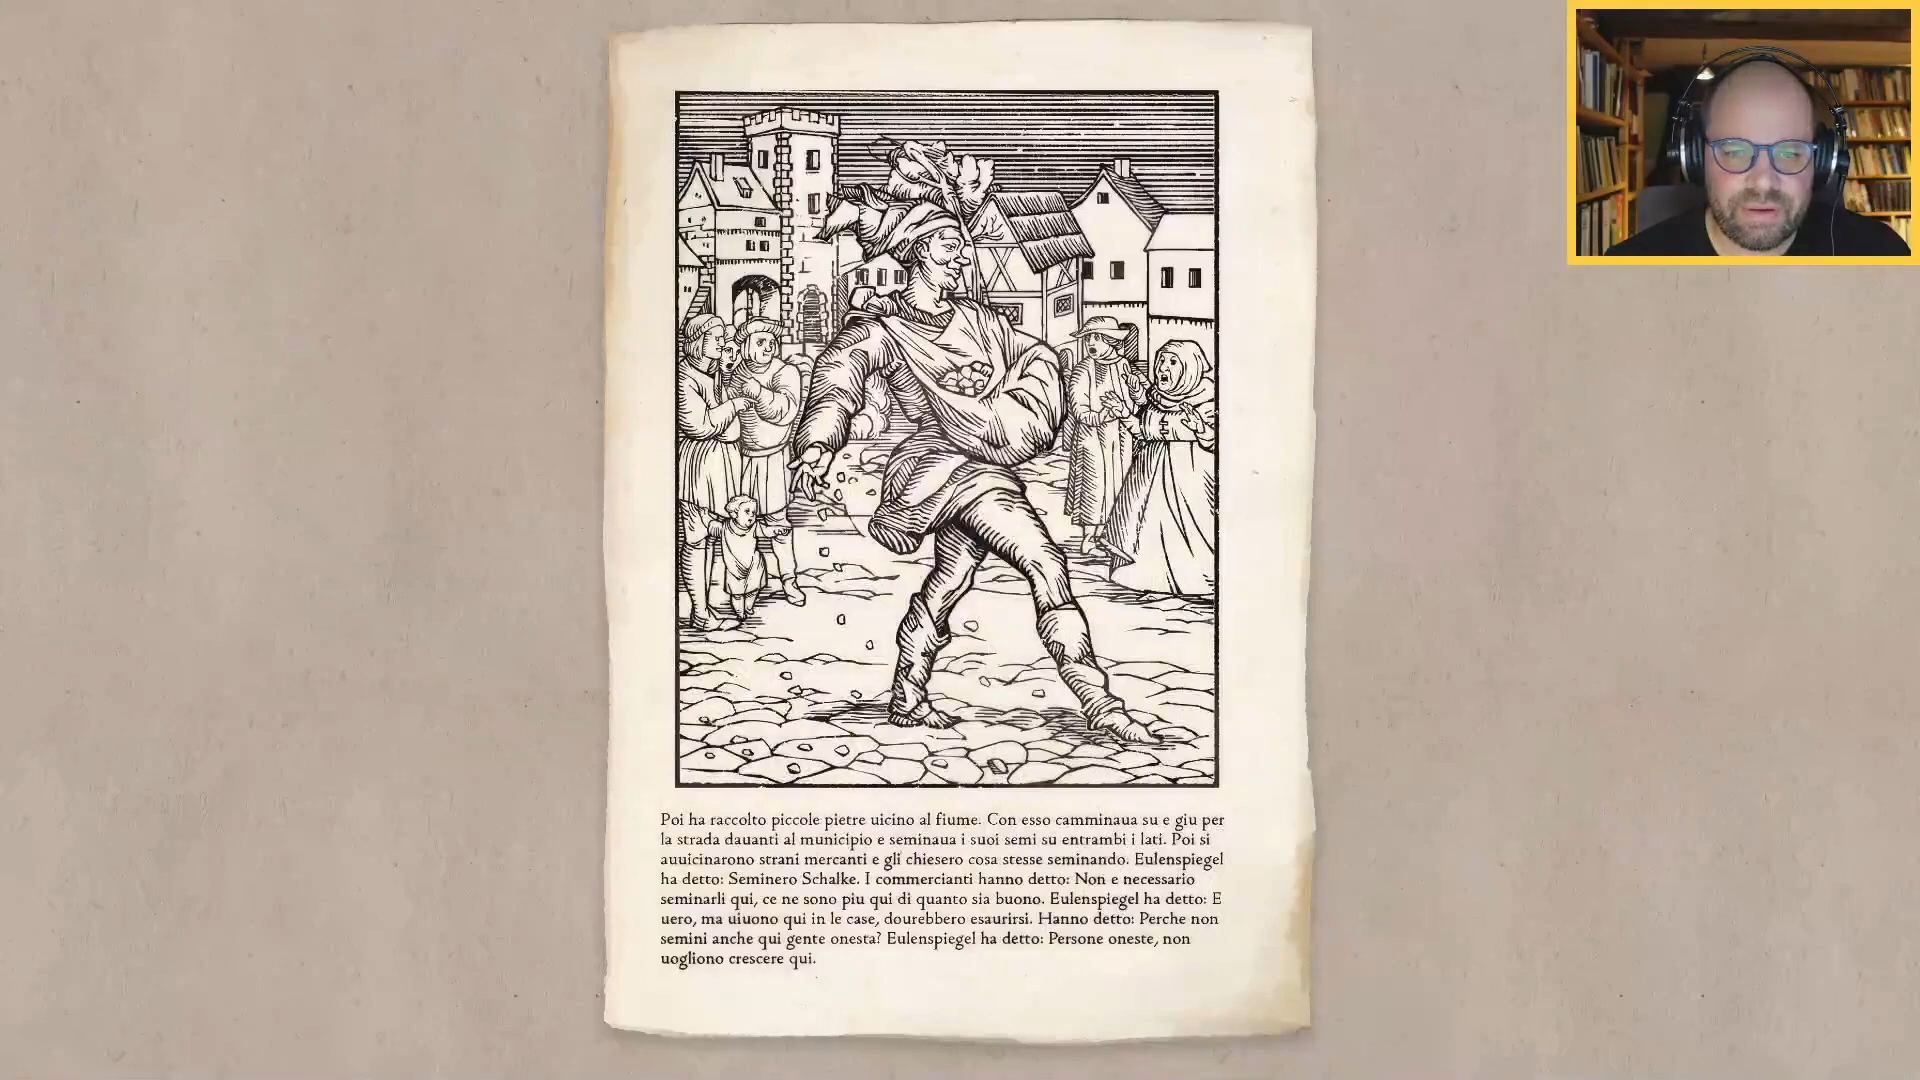 Poi ha raccolto piccole pietre uicino al fiume. Con esso camminaua su e giu per
la strada dauanti al municipio e seminaua i suoi semi su entrambi i lati. Poi si
auuicinarono strani mercanti e gli chiesero cosa stesse seminando. Eulenspiegel
ha detto: Seminero Schalke. I commercianti hanno detto: Non e necessario
seminarli qui, ce ne sono piu qui di quanto sia buono. Eulenspiegel ha detto: E
uero, ma uiuono qui in le case, dourebbero esaurirsi. Hanno detto: Perche non
semini anche qui gente onesta? Eulenspiegel ha detto: Persone oneste, non
uogliono crescere qui.